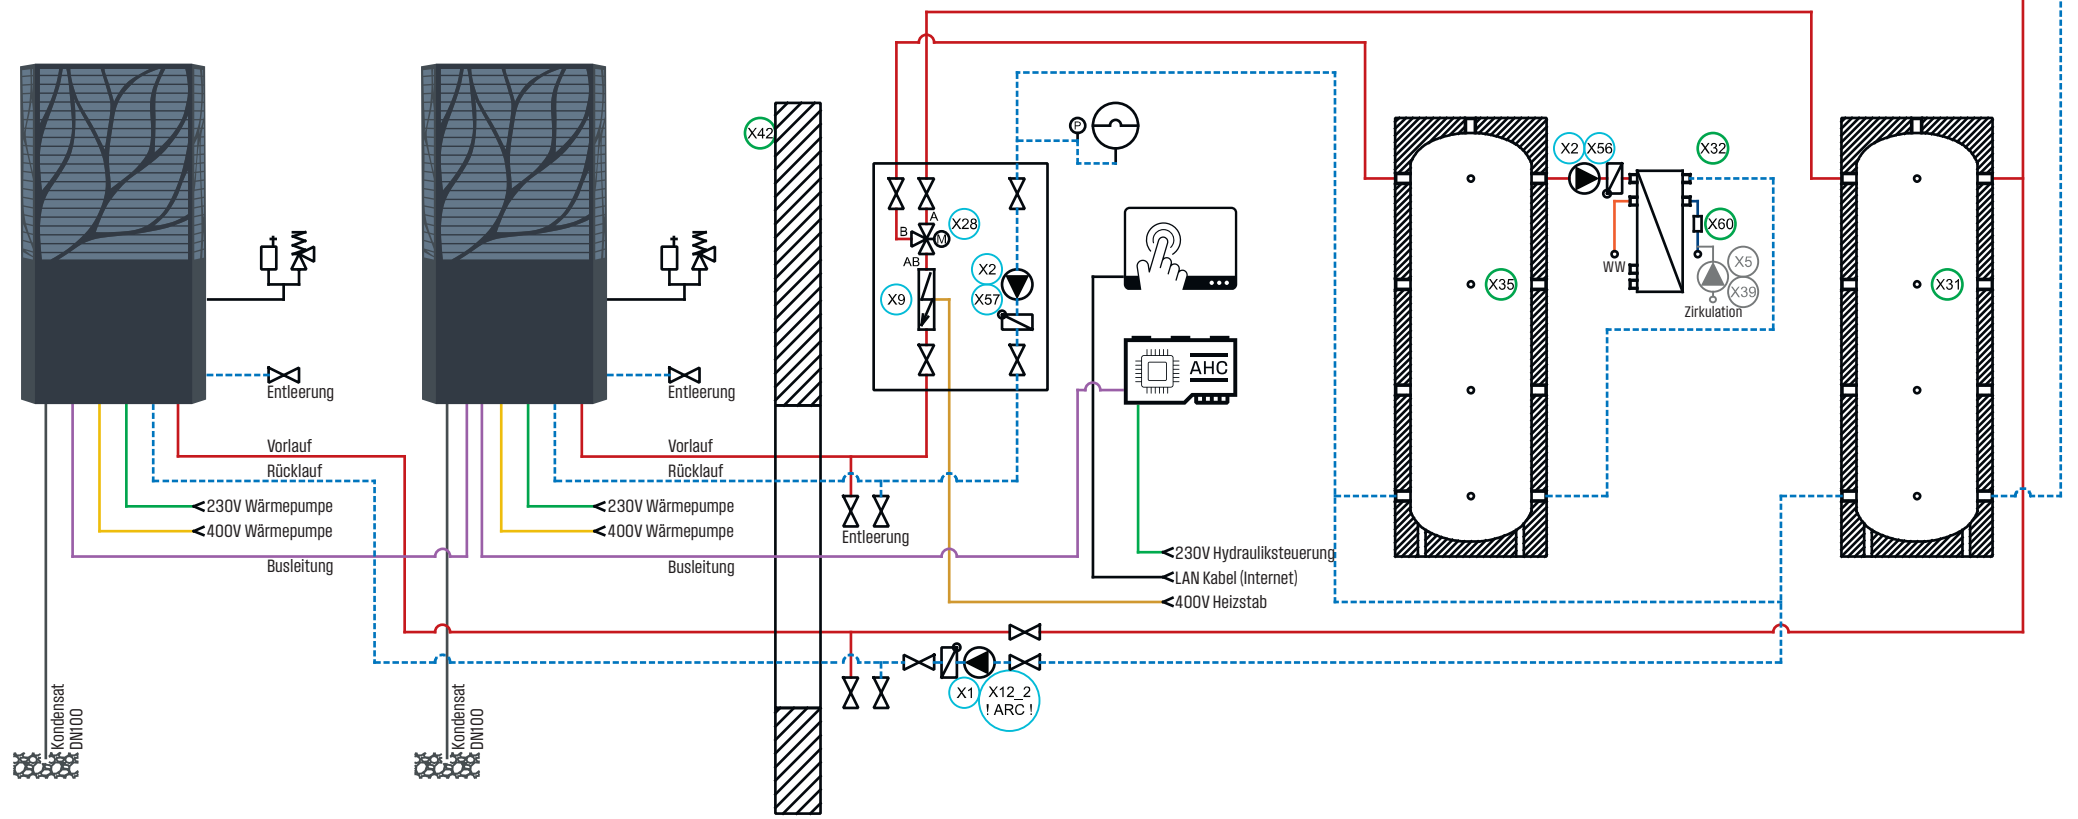 X42
P
X2
X56
X32
A
X28
B
M
X60
AB
X2
X5
WW
X9
X57
X35
X39
X31
Zirkulation
AHC
Entleerung
Entleerung
Vorlauf
Vorlauf
Rücklauf
Rücklauf
230V Wärmepumpe
230V Wärmepumpe
400V Wärmepumpe
400V Wärmepumpe
Entleerung
230V Hydrauliksteuerung
Busleitung
Busleitung
LAN Kabel (Internet)
400V Heizstab
X1
X12_2
! ARC !
Kondensat
DN100
Kondensat
DN100